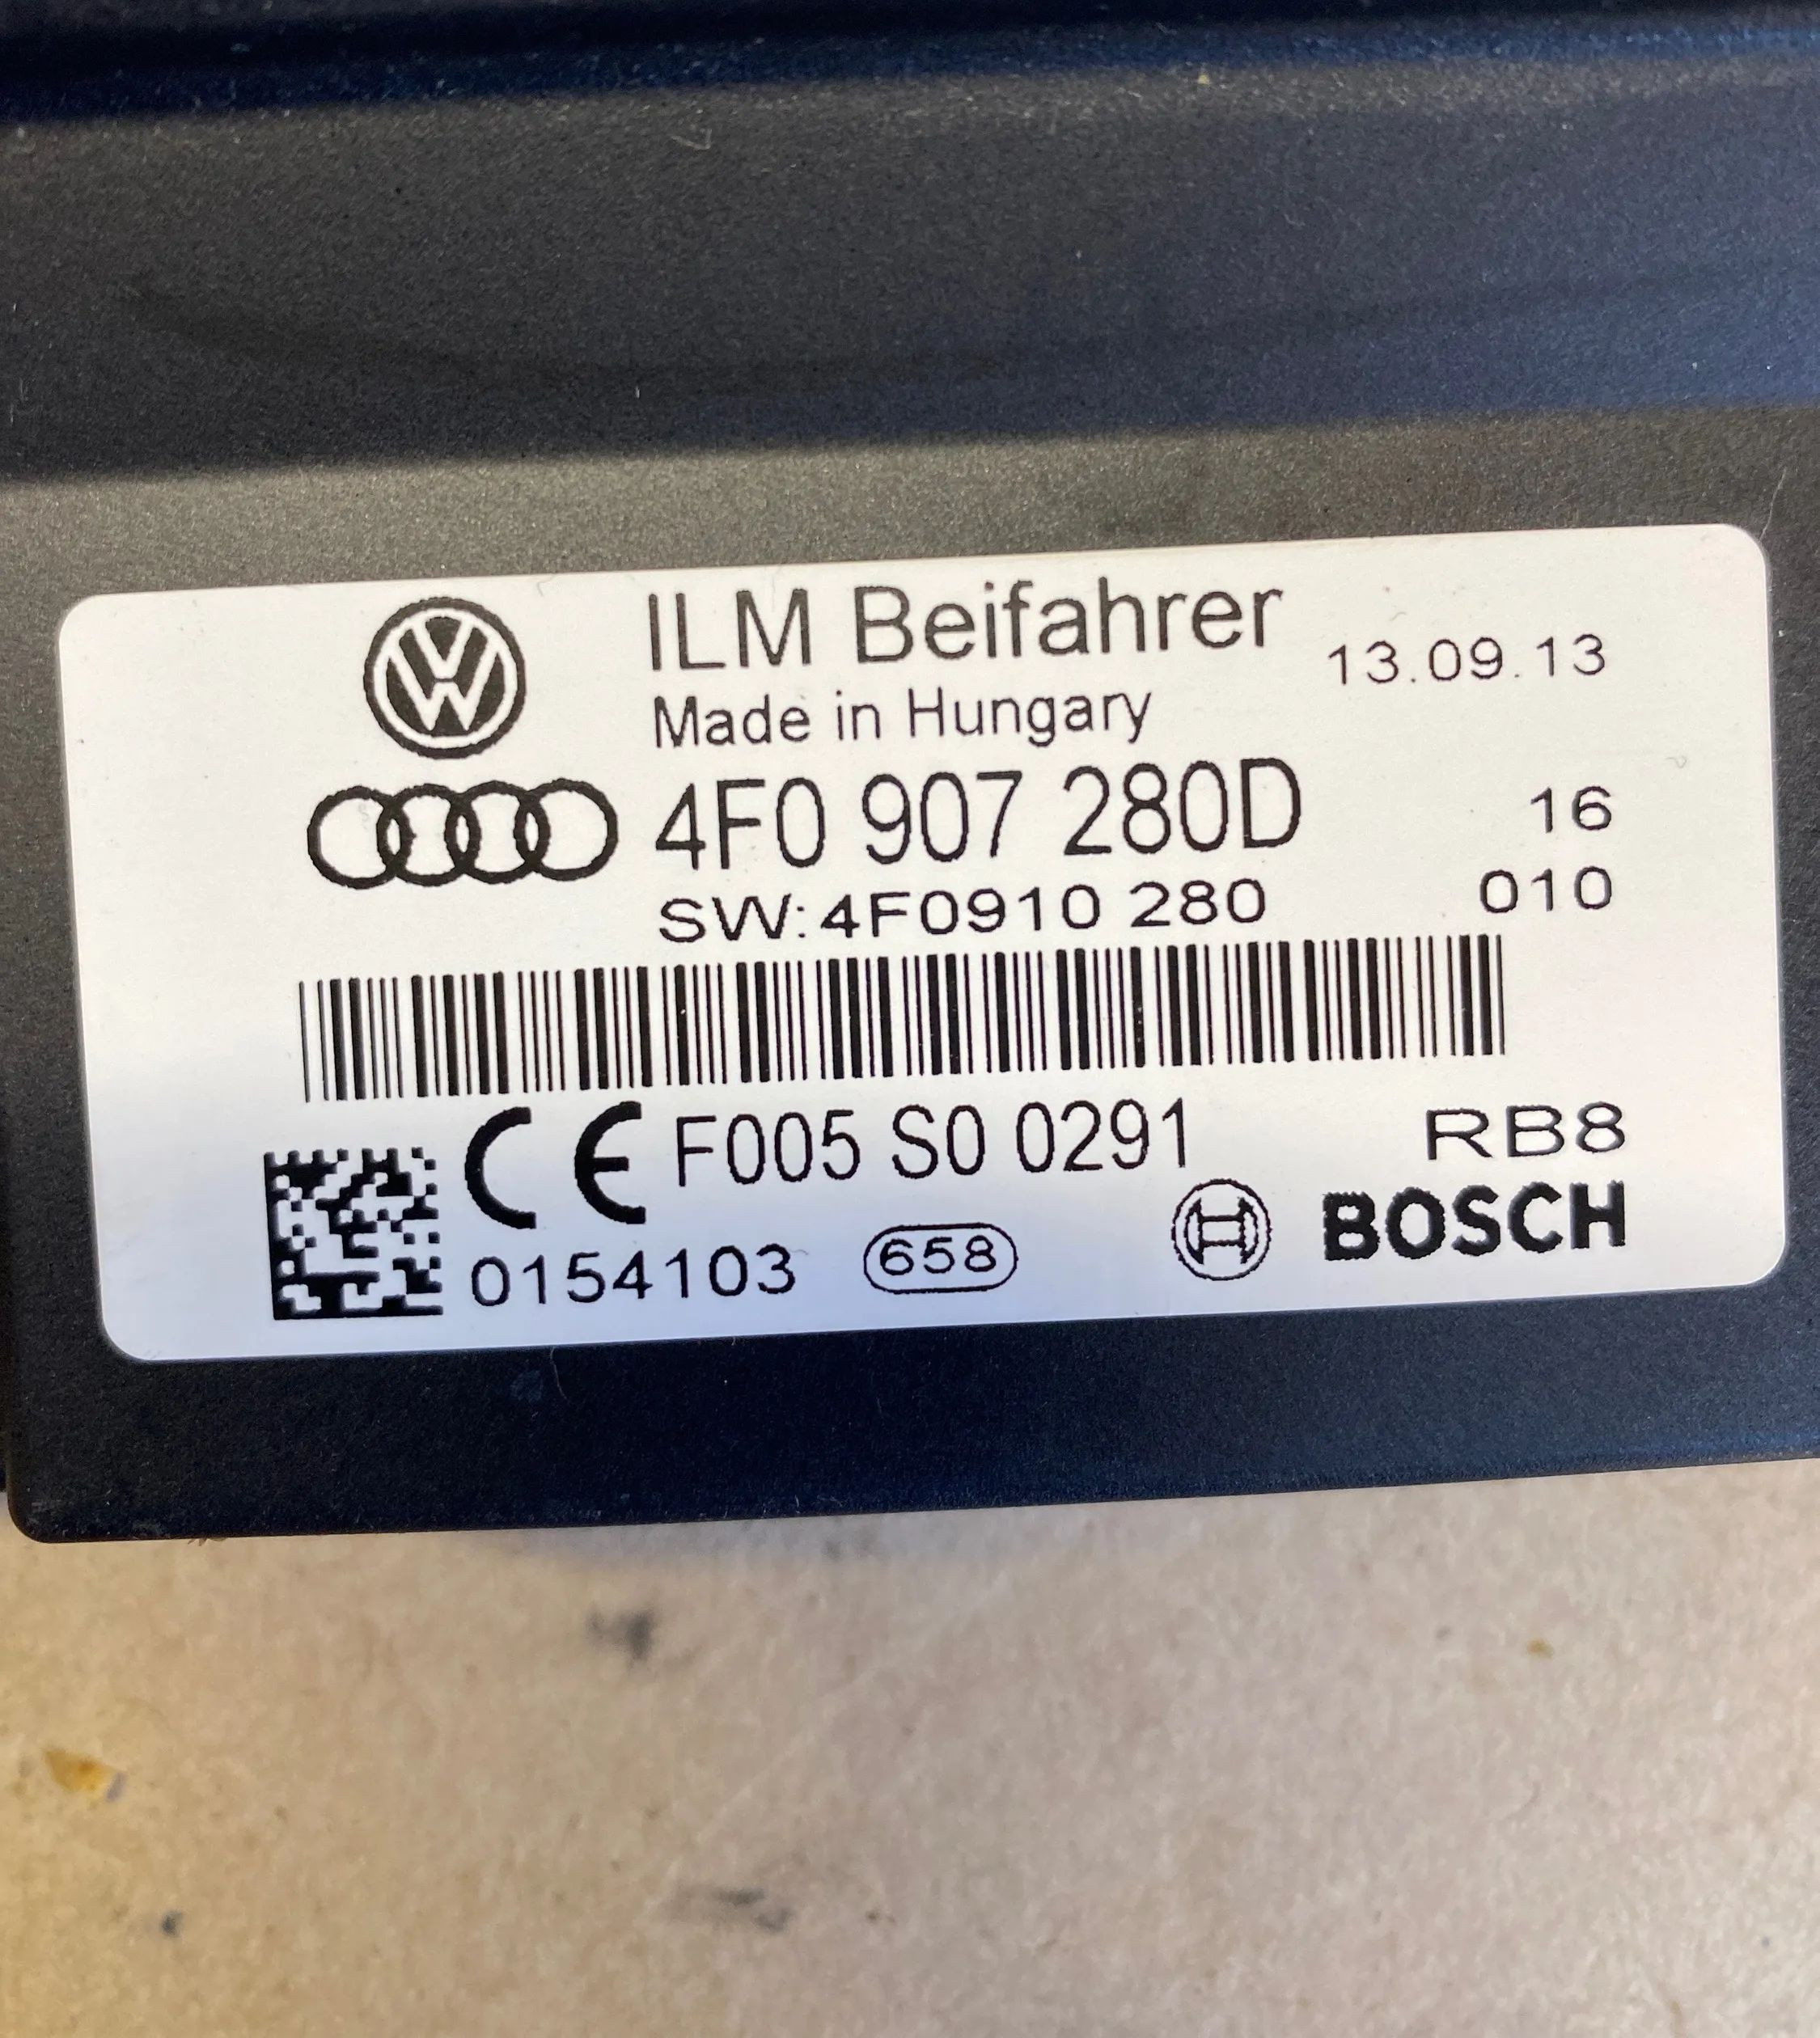 ILM Beifahrer 13.09.13
Made in Hungary
4F0 907 280D 16
SW:4F0910 280 010
CE F005 S0 0291 RB8
0154103 658 BOSCH